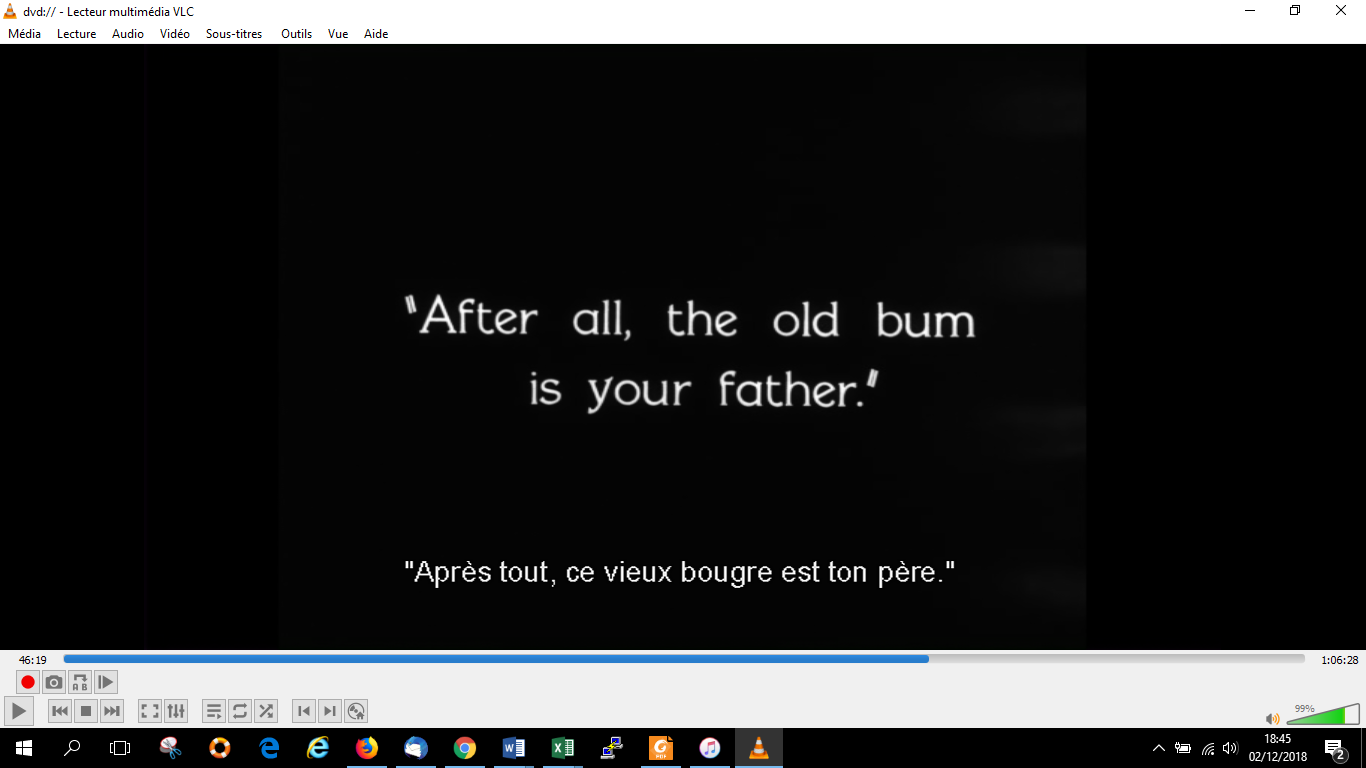 dvd:// - Lecteur multimédia VLC
Média Lecture Audio Vidéo Sous-titres Outils Vue Aide
"After all, the old bum
is your father."
"Après tout, ce vieux bougre est ton père."
46:19 1:06:28
A B
99%
W X PDF
18:45
02/12/2018
2